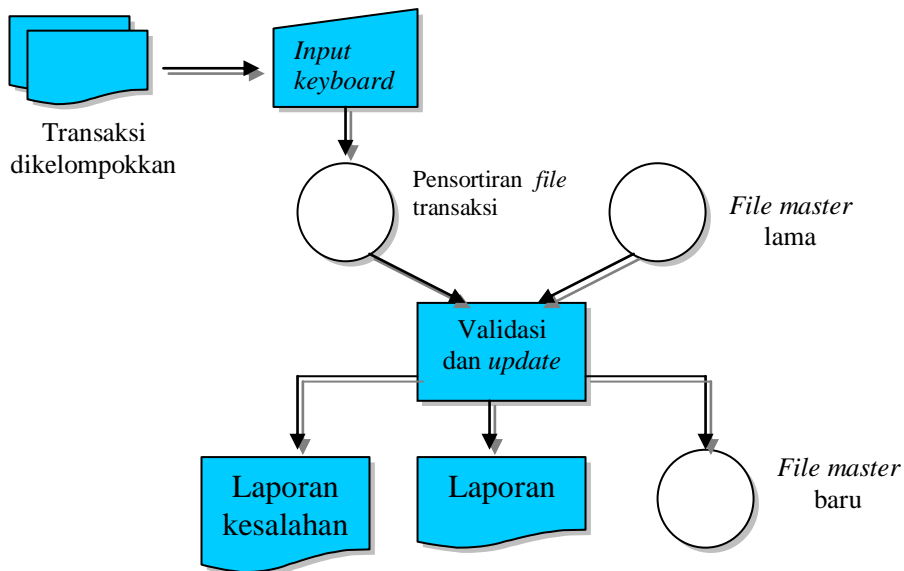 Input
keyboard
Transaksi
dikelompokkan
Pensortiran file
transaksi
File master
lama
Validasi
dan update
Laporan
kesalahan
Laporan
File master
baru